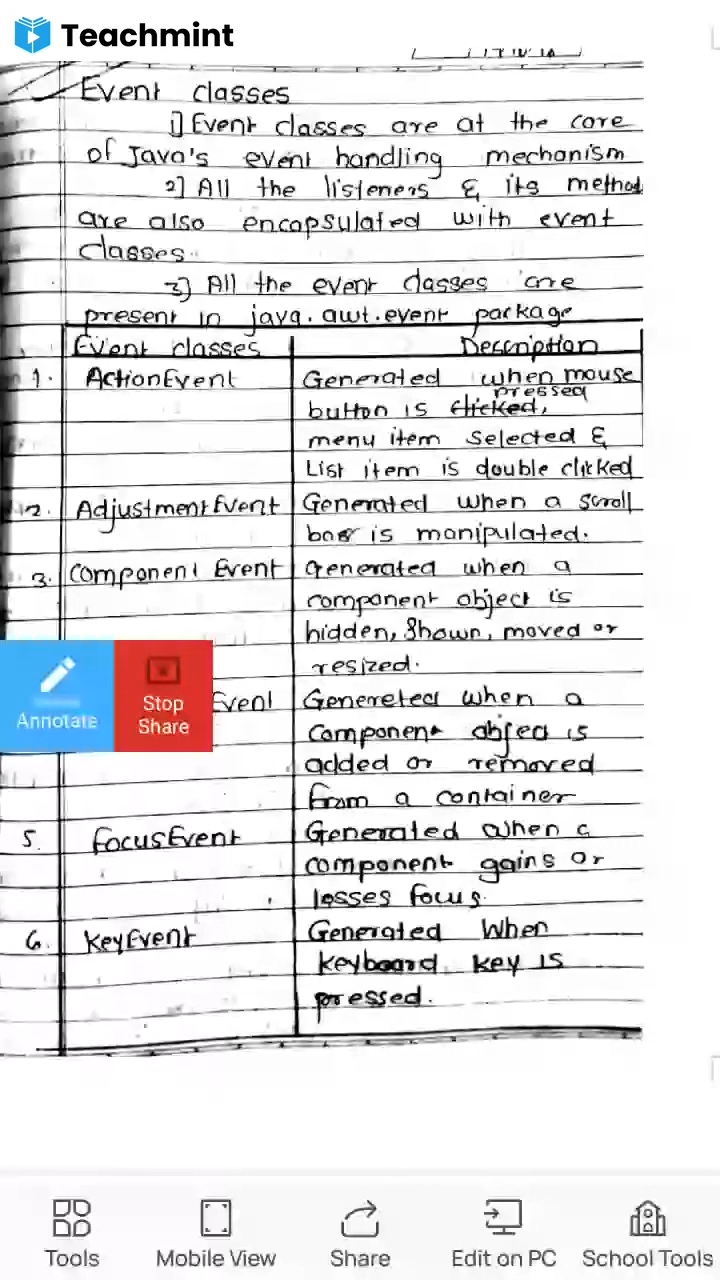 Teachmint
Event classes
1] Event classes are at the core
of Java's event handling mechanism
2] All the listeners & its method
are also encapsulated with event
classes.
3] All the event classes are
present in java.awt.event package
Event classes Description
1. ActionEvent Generated when mouse
pressed
button is clicked,
menu item selected &
List item is double clicked
2. AdjustmentEvent Generated when a scroll
bar is manipulated.
3. Component Event Generated when a
component object is
hidden, Shown, moved or
resized.
Event Genereted when a
component object is
added or removed
from a container
5. FocusEvent Generated when a
component gains or
losses focus.
6. KeyEvent Generated When
keyboard key is
pressed.
Annotate
Stop
Share
Tools Mobile View Share Edit on PC School Tools